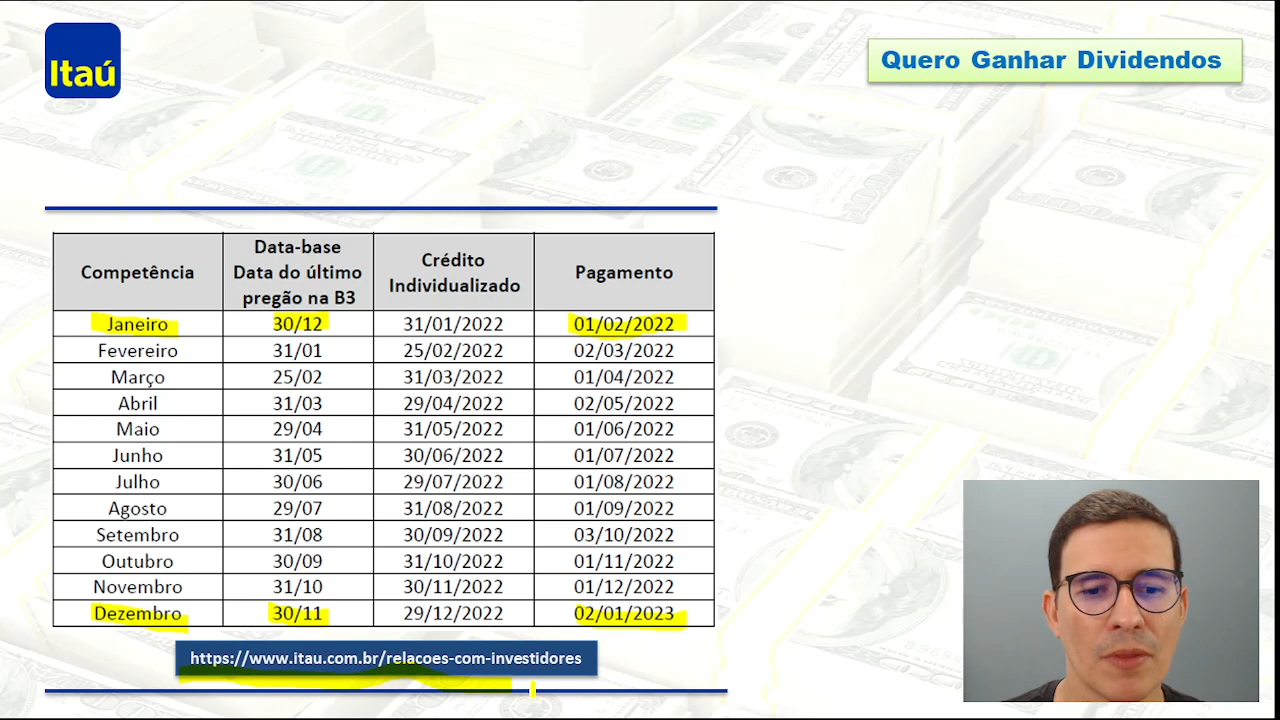 Itaú
Quero Ganhar Dividendos
Competência
Data-base
Data do último
pregão na B3
Crédito
Individualizado
Pagamento
Janeiro 30/12 31/01/2022 01/02/2022
Fevereiro 31/01 25/02/2022 02/03/2022
Março 25/02 31/03/2022 01/04/2022
Abril 31/03 29/04/2022 02/05/2022
Maio 29/04 31/05/2022 01/06/2022
Junho 31/05 30/06/2022 01/07/2022
Julho 30/06 29/07/2022 01/08/2022
Agosto 29/07 31/08/2022 01/09/2022
Setembro 31/08 30/09/2022 03/10/2022
Outubro 30/09 31/10/2022 01/11/2022
Novembro 31/10 30/11/2022 01/12/2022
Dezembro 30/11 29/12/2022 02/01/2023
https://www.itau.com.br/relacoes-com-investidores